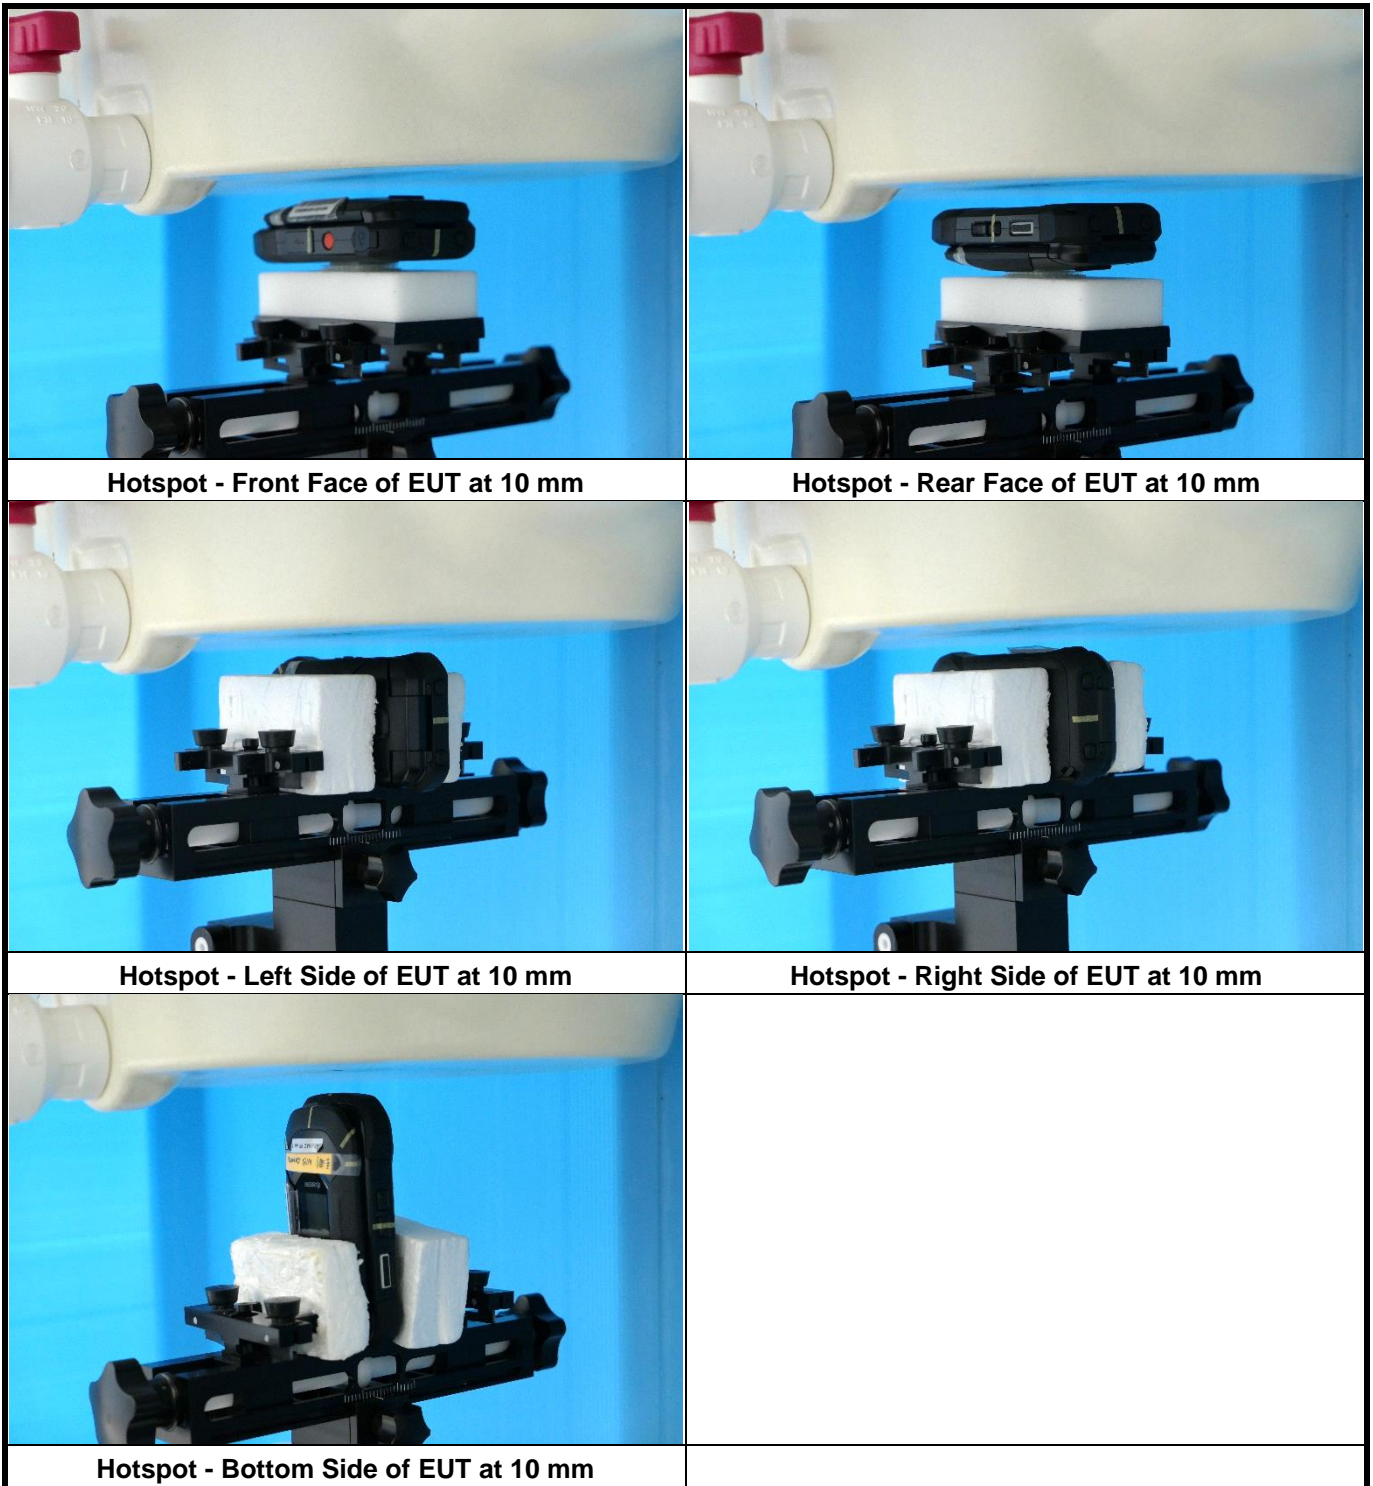 Hotspot - Front Face of EUT at 10 mm
Hotspot - Rear Face of EUT at 10 mm
Hotspot - Left Side of EUT at 10 mm
Hotspot - Right Side of EUT at 10 mm
Hotspot - Bottom Side of EUT at 10 mm